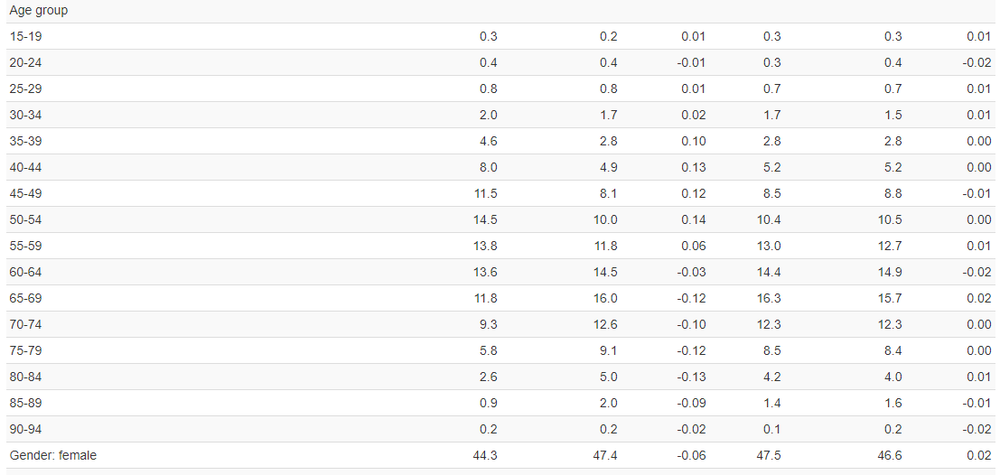 Age group
15-19 0.3 0.2 0.01 0.3 0.3 0.01
20-24 0.4 0.4 -0.01 0.3 0.4 -0.02
25-29 0.8 0.8 0.01 0.7 0.7 0.01
30-34 2.0 1.7 0.02 1.7 1.5 0.01
35-39 4.6 2.8 0.10 2.8 2.8 0.00
40-44 8.0 4.9 0.13 5.2 5.2 0.00
45-49 11.5 8.1 0.12 8.5 8.8 -0.01
50-54 14.5 10.0 0.14 10.4 10.5 0.00
55-59 13.8 11.8 0.06 13.0 12.7 0.01
60-64 13.6 14.5 -0.03 14.4 14.9 -0.02
65-69 11.8 16.0 -0.12 16.3 15.7 0.02
70-74 9.3 12.6 -0.10 12.3 12.3 0.00
75-79 5.8 9.1 -0.12 8.5 8.4 0.00
80-84 2.6 5.0 -0.13 4.2 4.0 0.01
85-89 0.9 2.0 -0.09 1.4 1.6 -0.01
90-94 0.2 0.2 -0.02 0.1 0.2 -0.02
Gender: female 44.3 47.4 -0.06 47.5 46.6 0.02